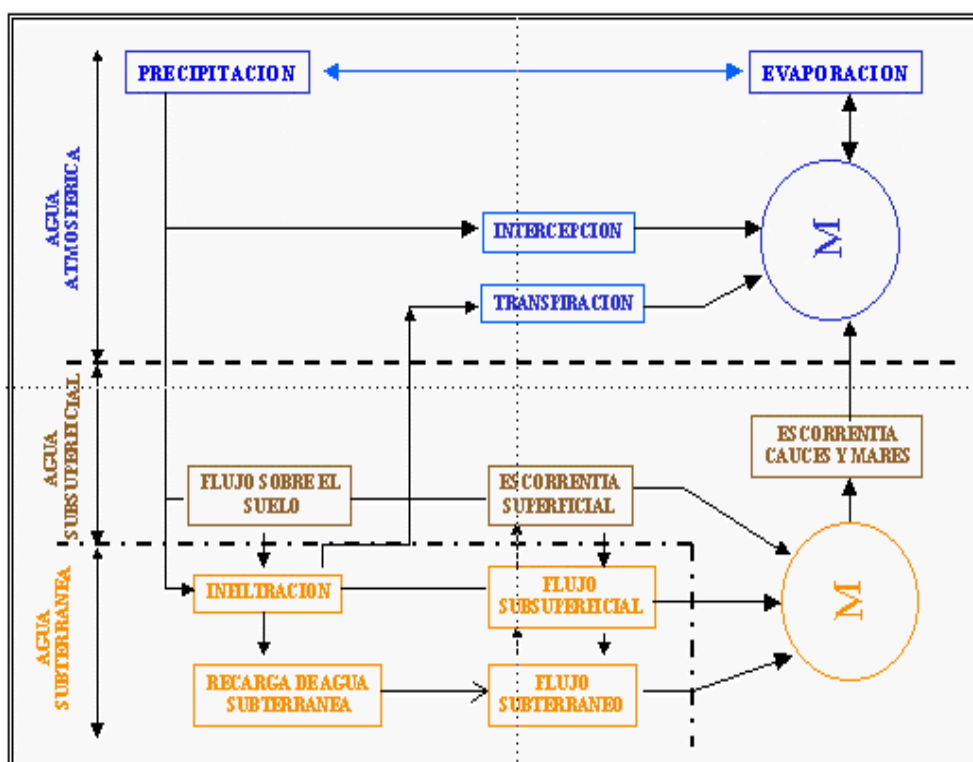 PRECIPITACION
EVAPORACION
AGUA
ATMOSFERICA
INTERCEPCION
M
TRANSPIRACION
AGUA
SUBSUPERFICIAL
ESCORRENTIA
CAUCES Y MARES
FLUJO SOBRE EL
SUELO
ESCORRENTIA
SUPERFICIAL
AGUA
SUBTERRANEA
INFILTRACION
FLUJO
SUBSUPERFICIAL
M
RECARGA DE AGUA
SUBTERRANEA
FLUJO
SUBTERRANEO